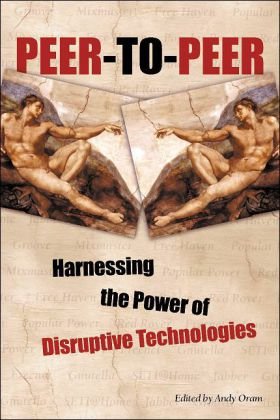 PEER-TO-PEER
Harnessing
the Power of
Disruptive Technologies
Edited by Andy Oram